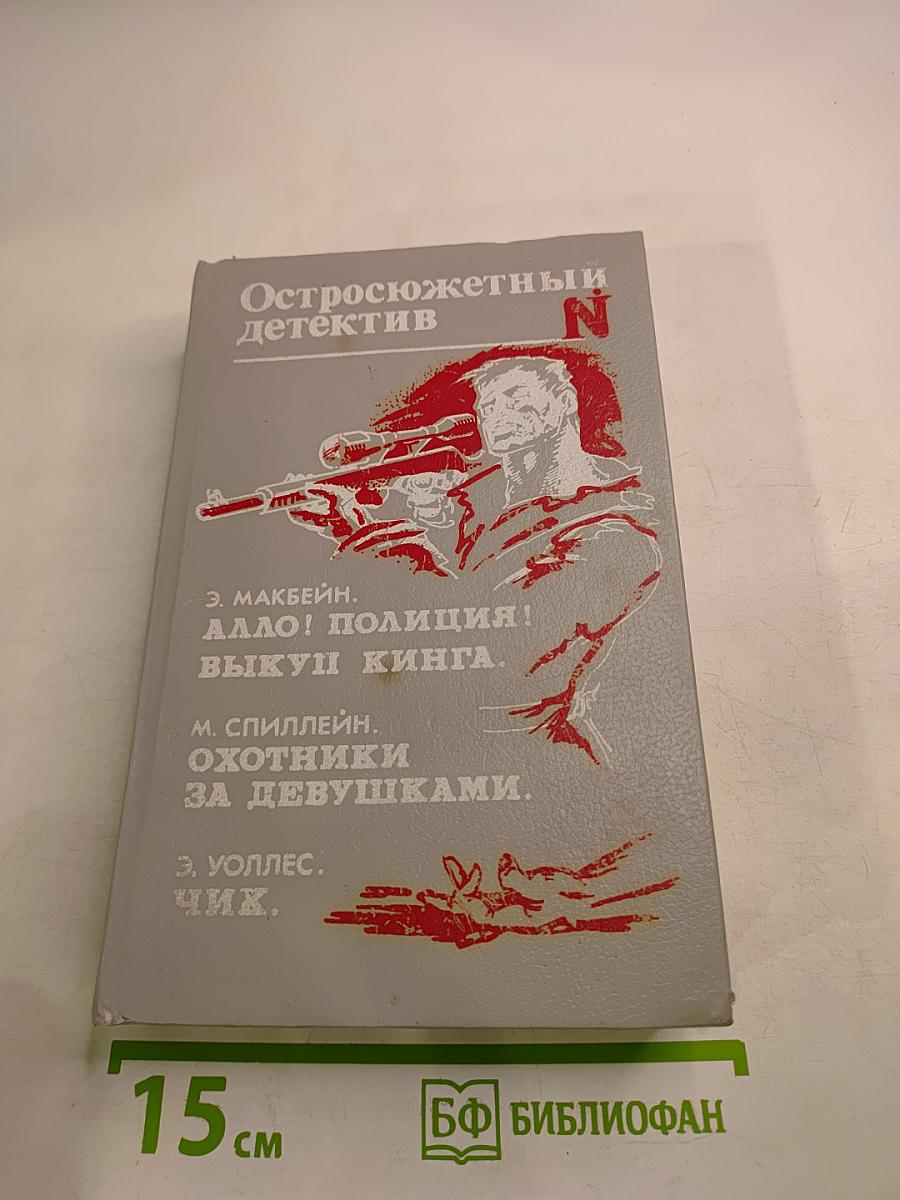 Остросюжетный
детектив
N
Э. МАКБЕЙН.
АЛЛО! ПОЛИЦИЯ!
ВЫКУП КИНГА.
М. СПИЛЛЕЙН.
ОХОТНИКИ
ЗА ДЕВУШКАМИ.
Э. УОЛЛЕС.
ЧИК.
15 см
БФ БИБЛИОФАН